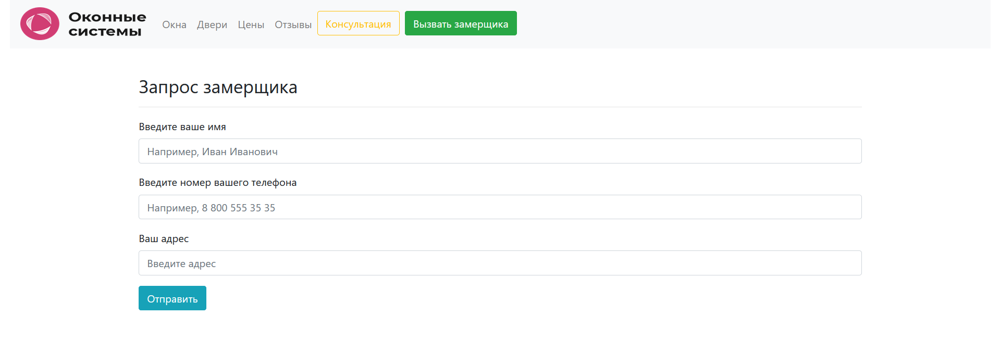 Оконные
системы
Окна Двери Цены Отзывы Консультация Вызвать замерщика
Запрос замерщика
Введите ваше имя
Например, Иван Иванович
Введите номер вашего телефона
Например, 8 800 555 35 35
Ваш адрес
Введите адрес
Отправить